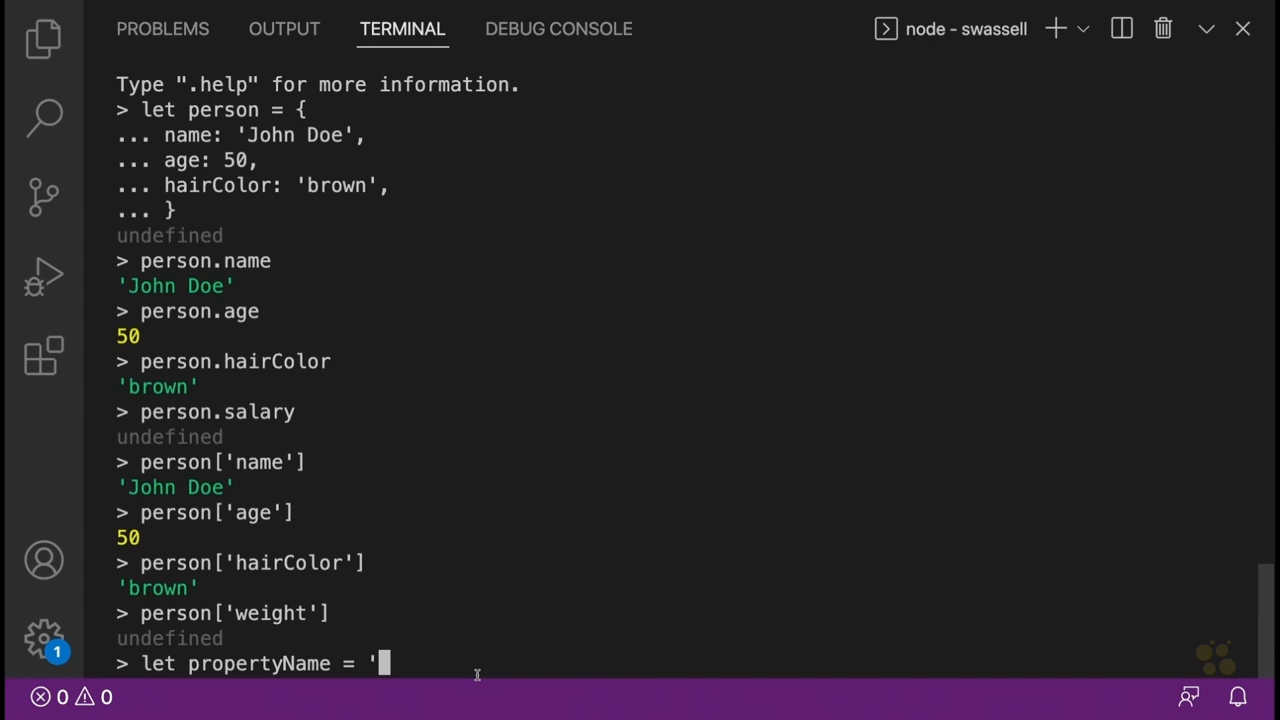 PROBLEMS OUTPUT TERMINAL DEBUG CONSOLE node - swassell
Type ".help" for more information.
> let person = {
... name: 'John Doe',
... age: 50,
... hairColor: 'brown',
... }
undefined
> person.name
'John Doe'
> person.age
50
> person.hairColor
'brown'
> person.salary
undefined
> person['name']
'John Doe'
> person['age']
50
> person['hairColor']
'brown'
> person['weight']
undefined
> let propertyName = '
1
0 0